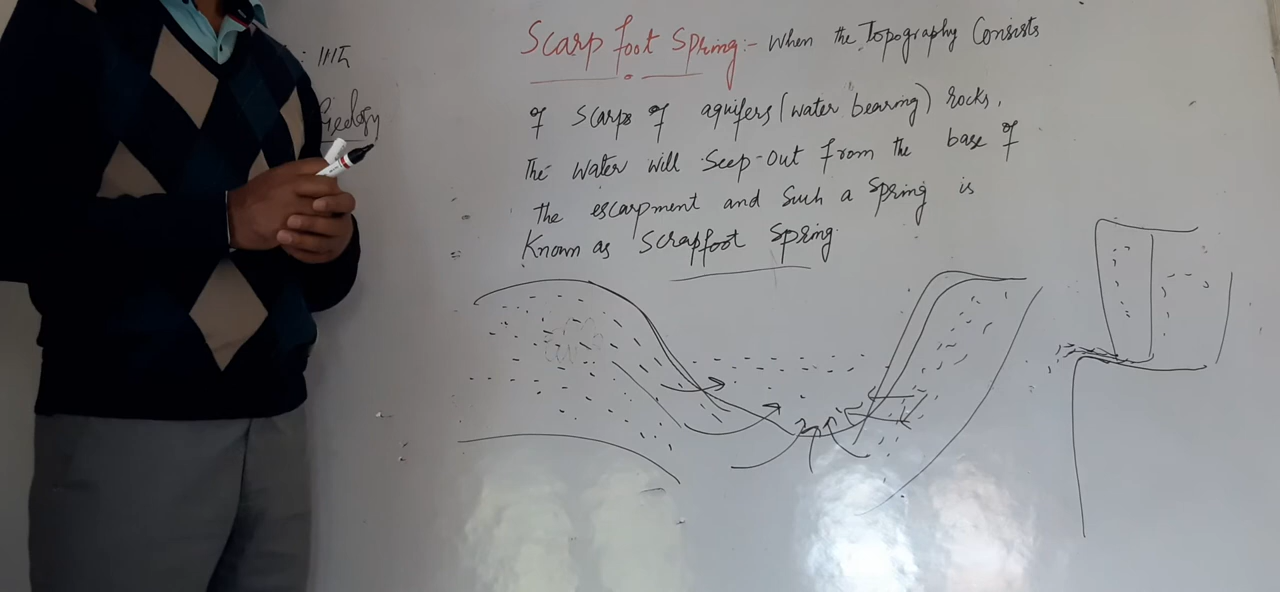 Scarp foot Spring:- When the Topography Consists
of scarps of aquifers (water bearing) rocks,
The water will Seep-out from the base of
The escarpment and Such a Spring is
Known as Scrapfoot Spring
Geology